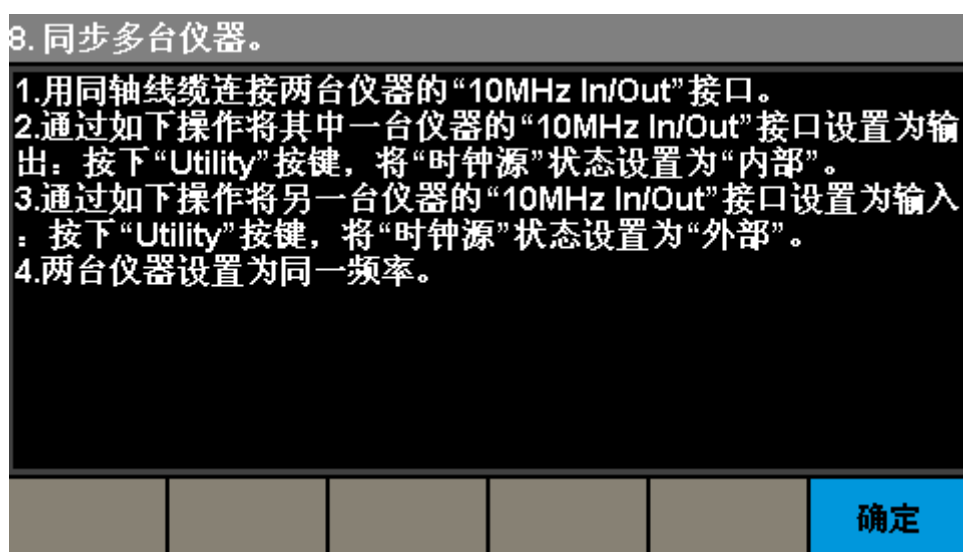 8.同步多台仪器。
1.用同轴线缆连接两台仪器的“10MHz In/Out”接口。
2.通过如下操作将其中一台仪器的“10MHz In/Out”接口设置为输
出：按下“Utility”按键，将“时钟源”状态设置为“内部”。
3.通过如下操作将另一台仪器的“10MHz In/Out”接口设置为输入
：按下“Utility”按键，将“时钟源”状态设置为“外部”。
4.两台仪器设置为同一频率。
确定